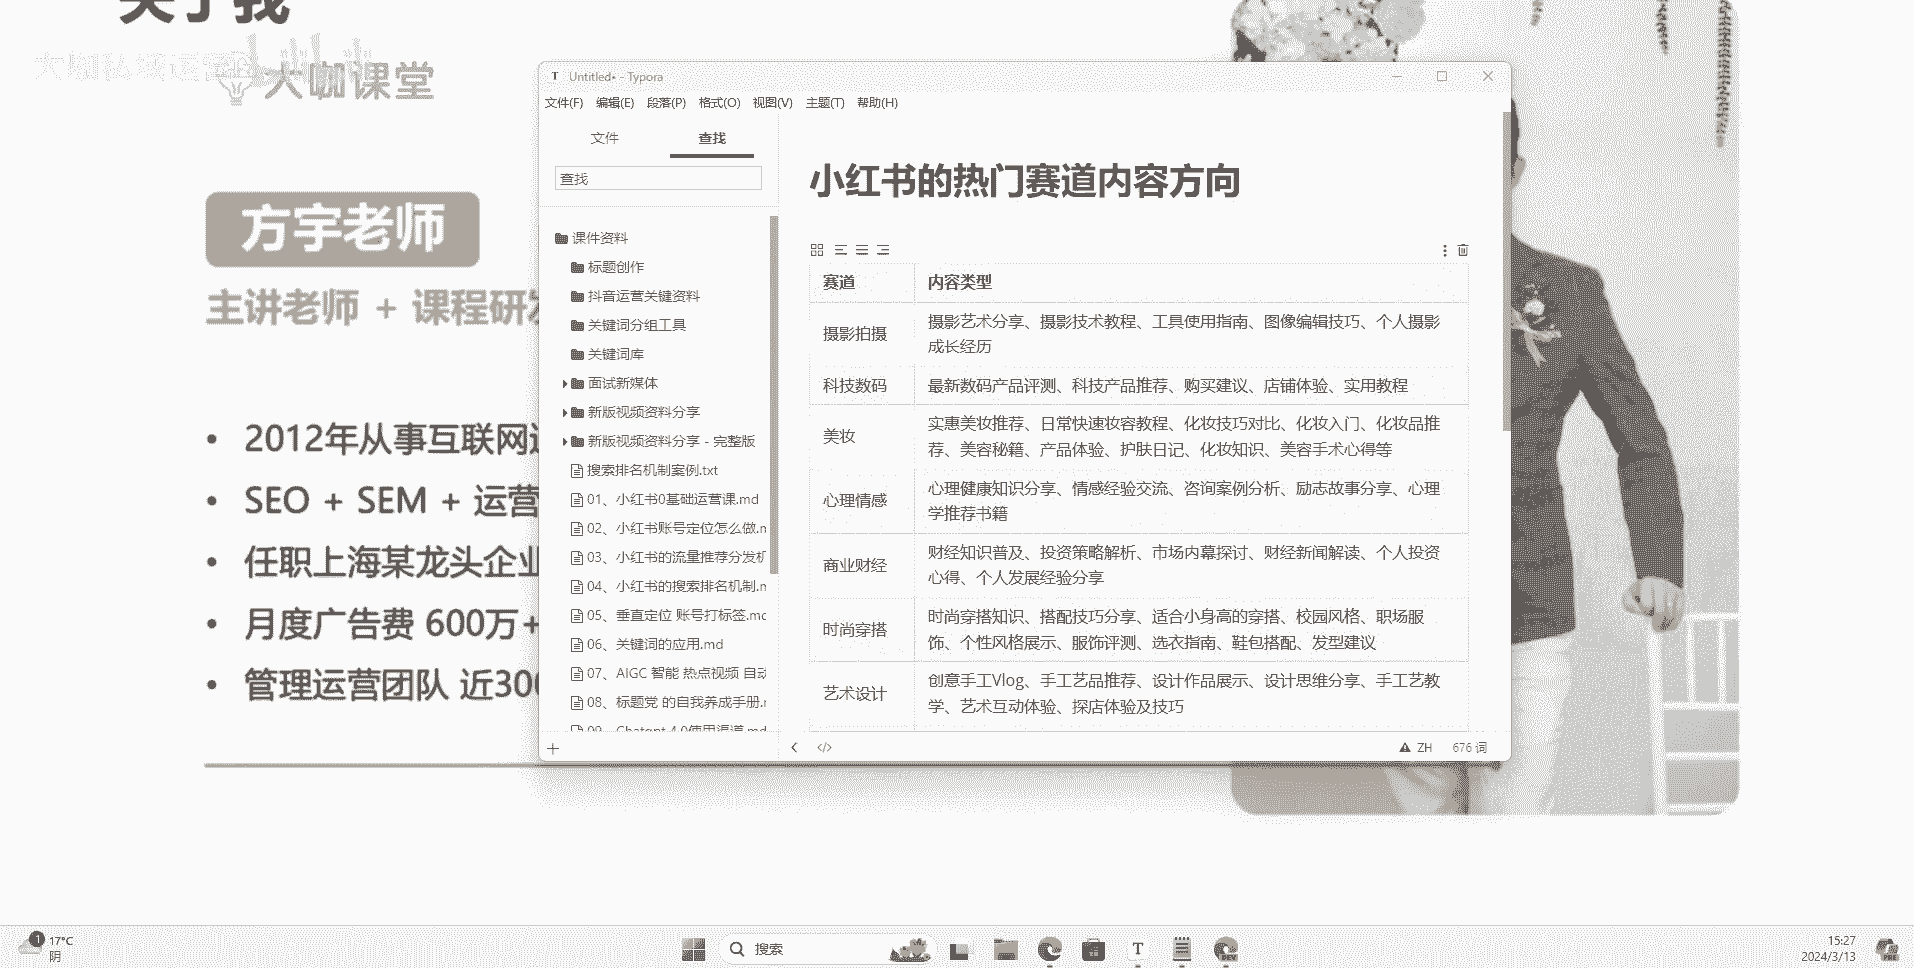 关于我
大咖私域运营
大咖课堂
方宇老师
主讲老师 + 课程研发
2012年从事互联网
SEO + SEM + 运营
任职上海某龙头企业
月度广告费 600万+
管理运营团队 近300
Untitled• - Typora
文件(F) 编辑(E) 段落(P) 格式(O) 视图(V) 主题(T) 帮助(H)
文件 查找
查找
课件资料
标题创作
抖音运营关键资料
关键词分组工具
关键词库
面试新媒体
新版视频资料分享
新版视频资料分享 - 完整版
搜索排名机制案例.txt
01、小红书0基础运营课.md
02、小红书账号定位怎么做.m
03、小红书的流量推荐分发机
04、小红书的搜索排名机制.m
05、垂直定位 账号打标签.mc
06、关键词的应用.md
07、AIGC 智能 热点视频 自动
08、标题党 的自我养成手册.r
09、Chatgpt 4.0使用渠道.md
小红书的热门赛道内容方向
赛道 内容类型
摄影拍摄 摄影艺术分享、摄影技术教程、工具使用指南、图像编辑技巧、个人摄影
成长经历
科技数码 最新数码产品评测、科技产品推荐、购买建议、店铺体验、实用教程
美妆 实惠美妆推荐、日常快速妆容教程、化妆技巧对比、化妆入门、化妆品推
荐、美容秘籍、产品体验、护肤日记、化妆知识、美容手术心得等
心理情感 心理健康知识分享、情感经验交流、咨询案例分析、励志故事分享、心理
学推荐书籍
商业财经 财经知识普及、投资策略解析、市场内幕探讨、财经新闻解读、个人投资
心得、个人发展经验分享
时尚穿搭 时尚穿搭知识、搭配技巧分享、适合小身高的穿搭、校园风格、职场服
饰、个性风格展示、服饰评测、选衣指南、鞋包搭配、发型建议
艺术设计 创意手工Vlog、手工艺品推荐、设计作品展示、设计思维分享、手工艺教
学、艺术互动体验、探店体验及技巧
ZH 676 词
1 17°C
阴
搜索
T
DEV
15:27
2024/3/13
PRE